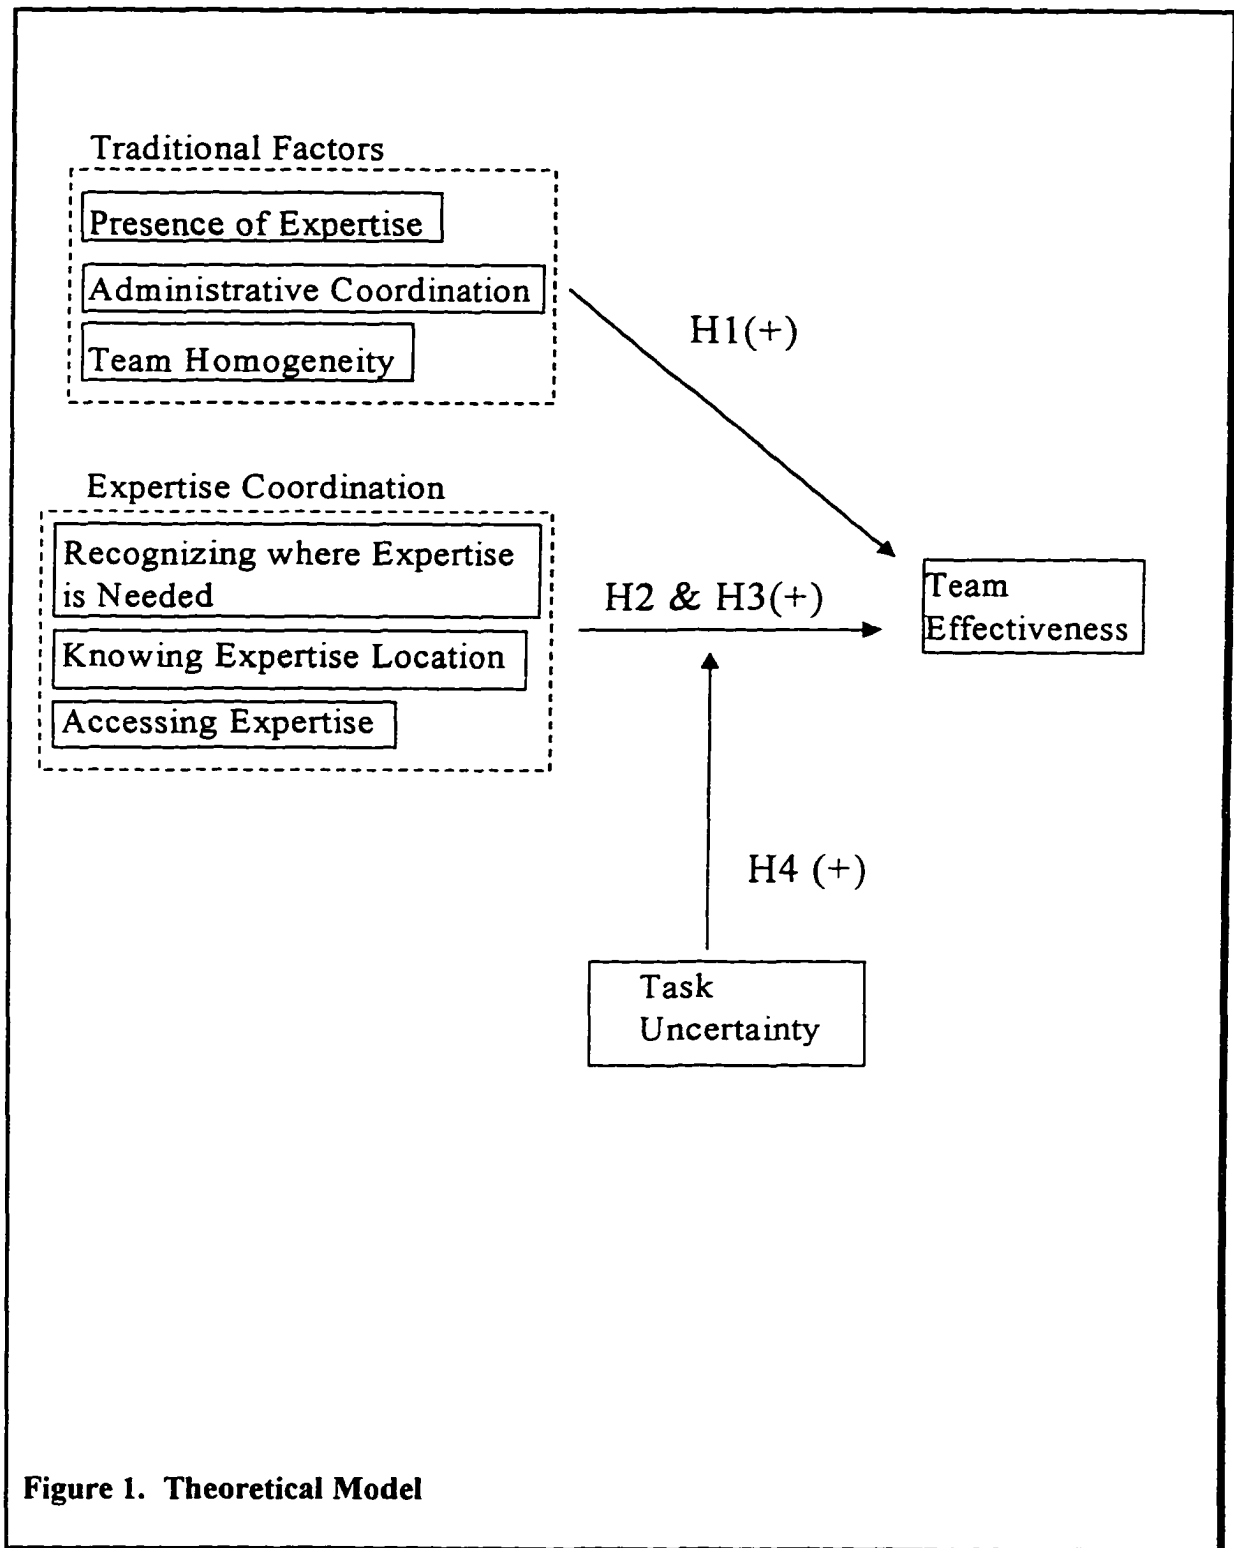 Traditional Factors
Presence of Expertise
Administrative Coordination
Team Homogeneity
H1(+)
Expertise Coordination
Recognizing where Expertise
is Needed
Knowing Expertise Location
Accessing Expertise
H2 & H3(+)
Team
Effectiveness
H4 (+)
Task
Uncertainty
Figure 1. Theoretical Model